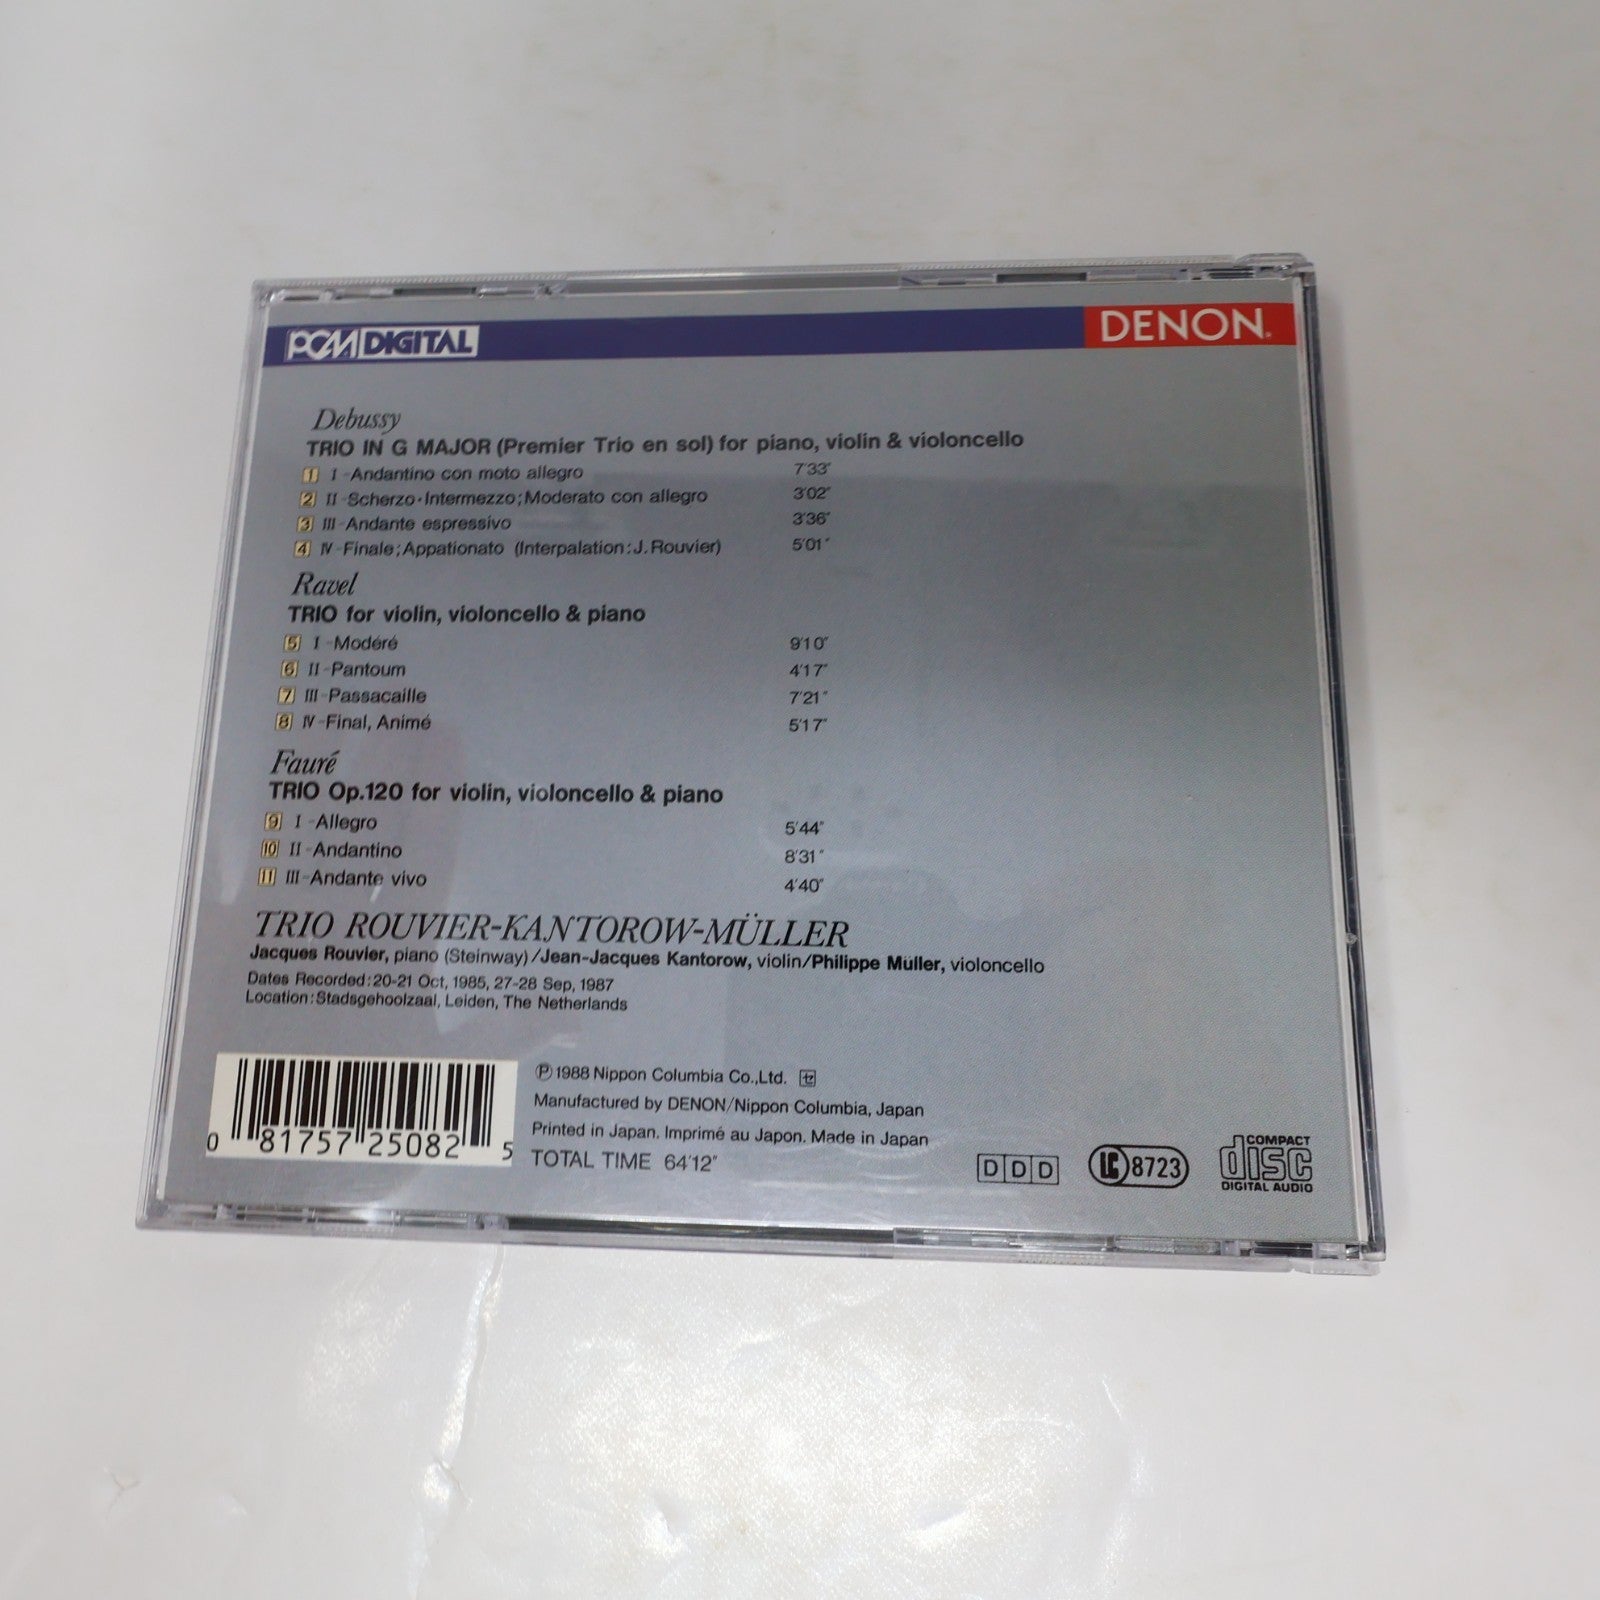 PCM DIGITAL
DENON
Debussy
TRIO IN G MAJOR (Premier Trio en sol) for piano, violin & violoncello
1 I-Andantino con moto allegro 7'33"
2 II-Scherzo·Intermezzo;Moderato con allegro 3'02"
3 III-Andante espressivo 3'36"
4 IV-Finale;Appationato (Interpalation:J.Rouvier) 5'01"
Ravel
TRIO for violin, violoncello & piano
5 I-Modéré 9'10"
6 II-Pantoum 4'17"
7 III-Passacaille 7'21"
8 IV-Final, Animé 5'17"
Fauré
TRIO Op.120 for violin, violoncello & piano
9 I-Allegro 5'44"
10 II-Andantino 8'31"
11 III-Andante vivo 4'40"
TRIO ROUVIER-KANTOROW-MÜLLER
Jacques Rouvier, piano (Steinway)/Jean-Jacques Kantorow, violin/Philippe Müller, violoncello
Dates Recorded:20-21 Oct, 1985, 27-28 Sep, 1987
Location:Stadsgehoolzaal, Leiden, The Netherlands
0 81757 25082 5
Ⓟ1988 Nippon Columbia Co.,Ltd. セ
Manufactured by DENON/Nippon Columbia, Japan
Printed in Japan. Imprimé au Japon. Made in Japan
TOTAL TIME 64'12"
DDD
LC 8723
COMPACT
disc
DIGITAL AUDIO